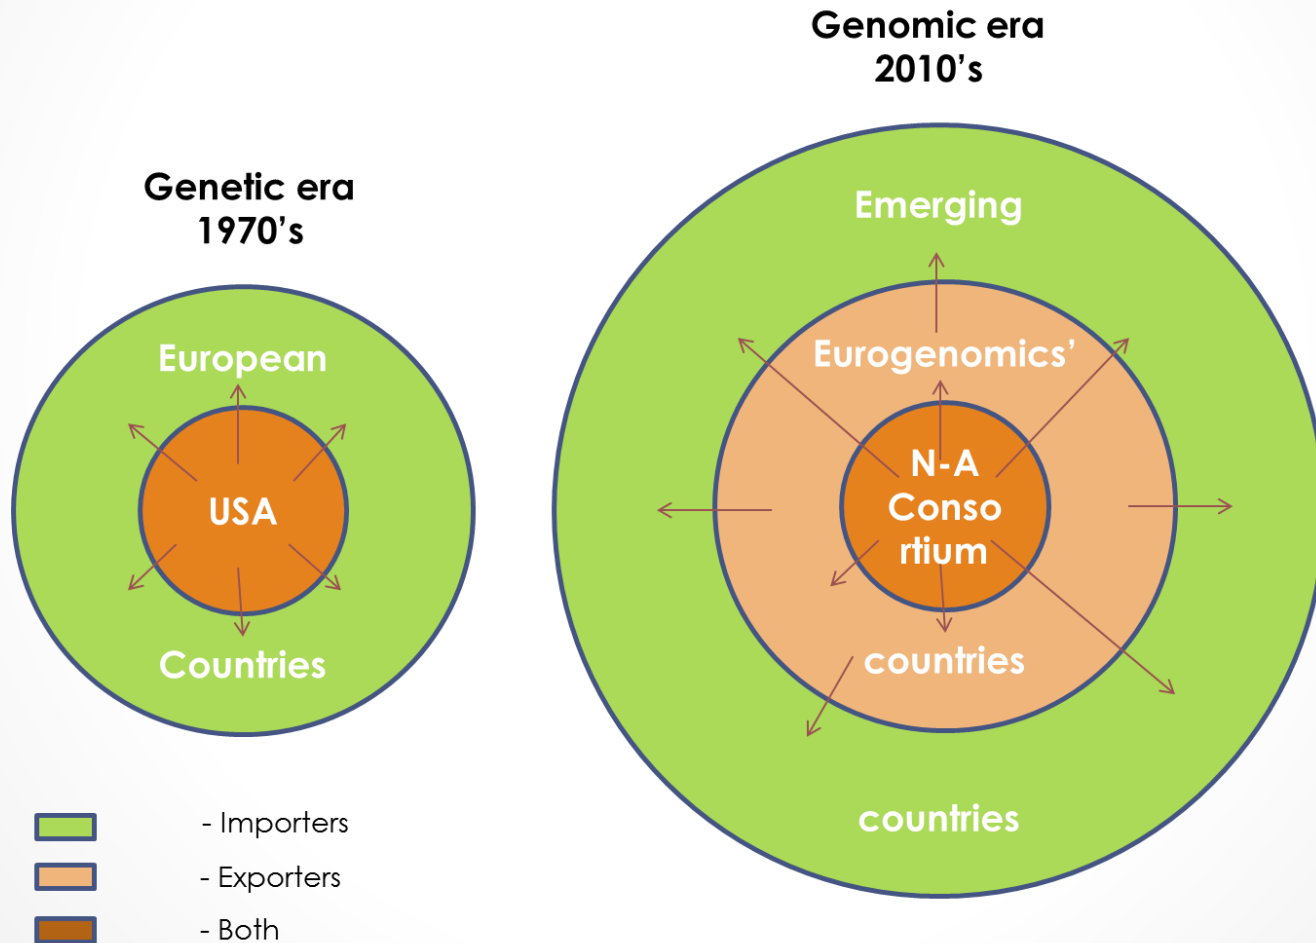 Genetic era
1970's
European
USA
Countries
Genomic era
2010's
Emerging
Eurogenomics'
N-A
Conso
rtium
countries
countries
- Importers
- Exporters
- Both